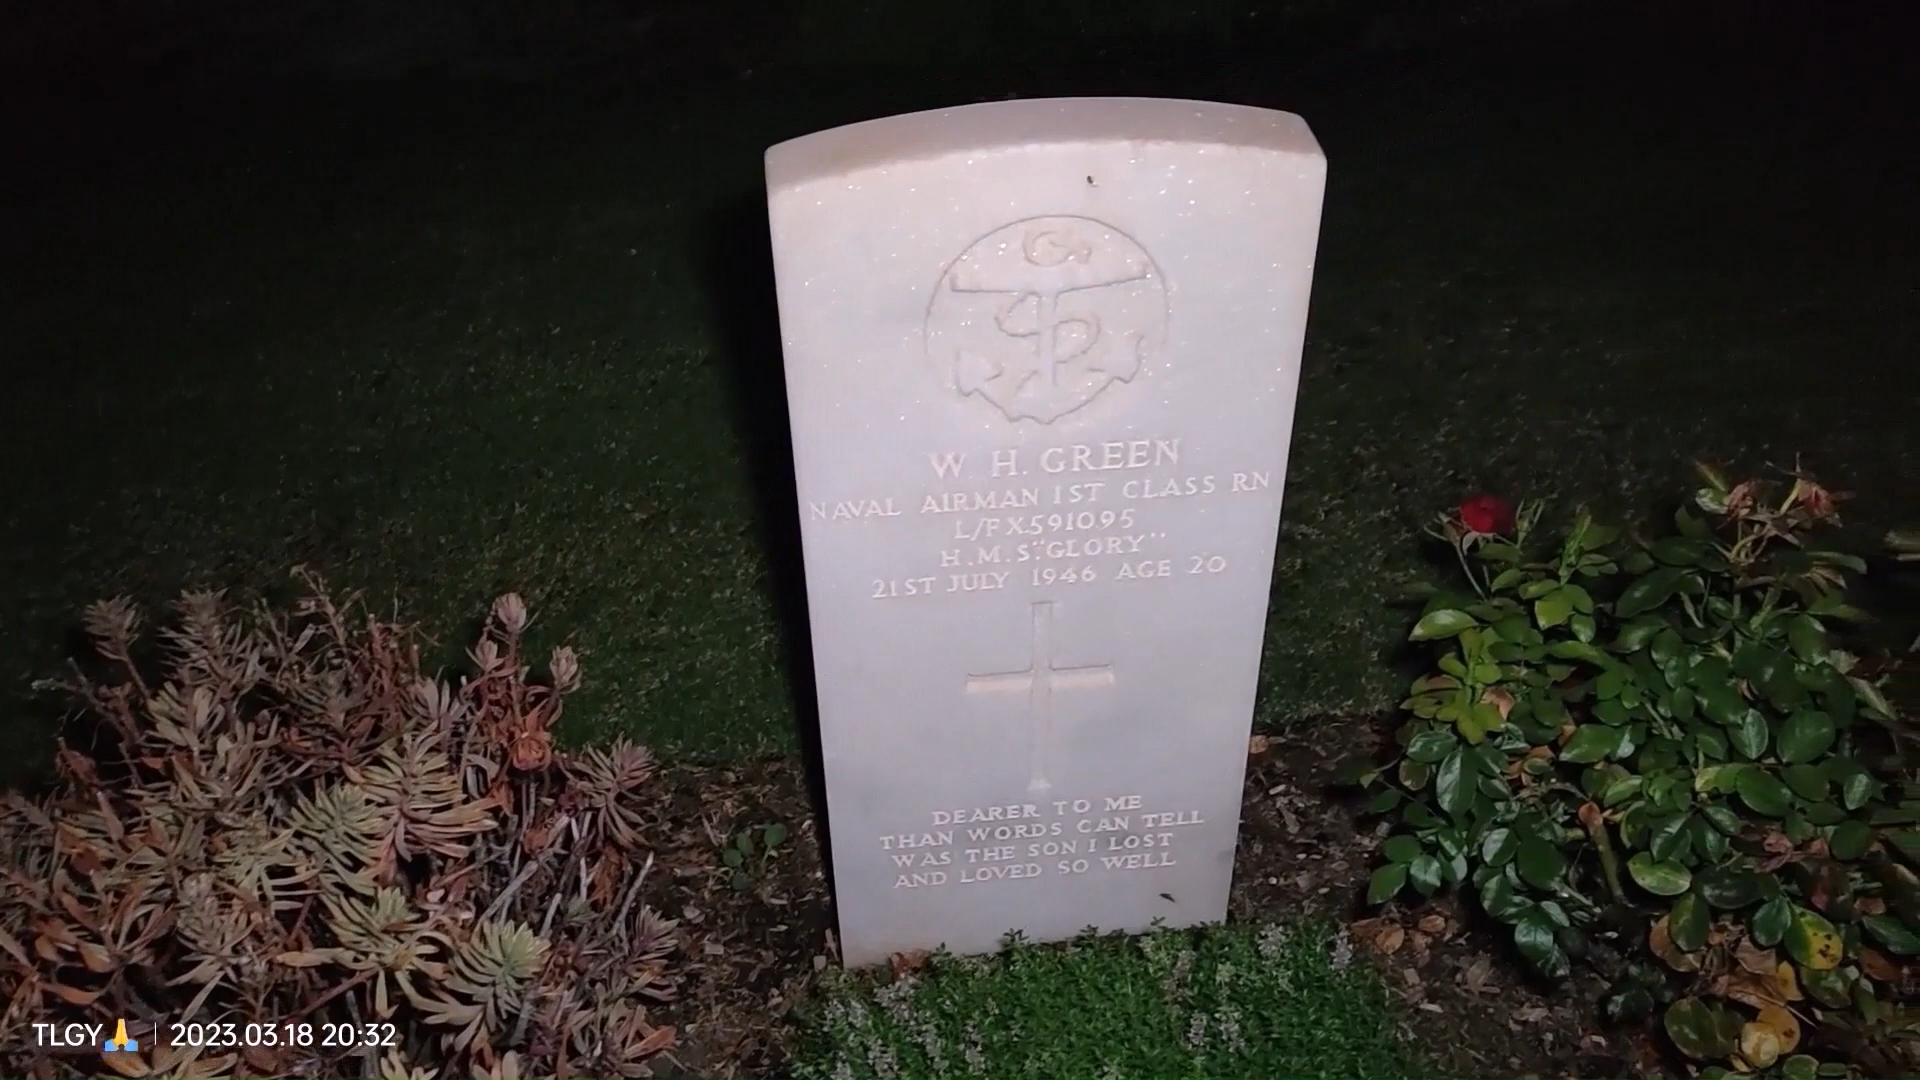 W. H. GREEN
NAVAL AIRMAN 1ST CLASS RN
L/FX.591095
H.M.S. "GLORY"
21ST JULY 1946 AGE 20
DEARER TO ME
THAN WORDS CAN TELL
WAS THE SON I LOST
AND LOVED SO WELL
TLGY🙏 | 2023.03.18 20:32